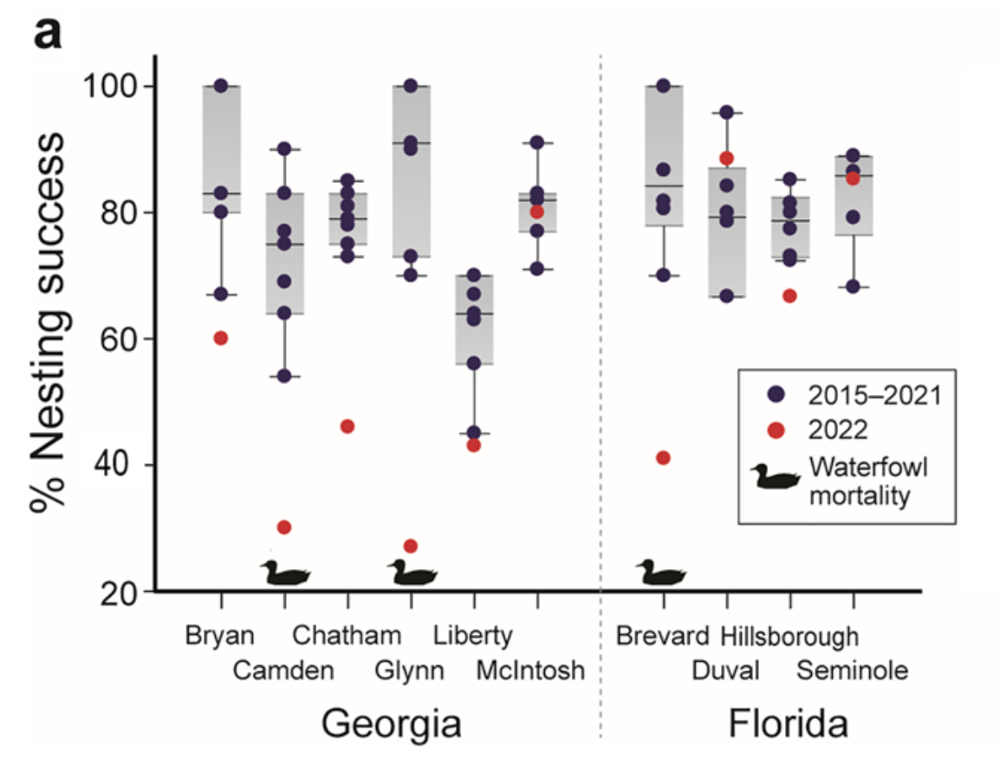 a
% Nesting success
100
80
60
40
20
2015–2021
2022
Waterfowl
mortality
Bryan
Chatham
Liberty
Brevard
Hillsborough
Camden
Glynn
McIntosh
Duval
Seminole
Georgia
Florida